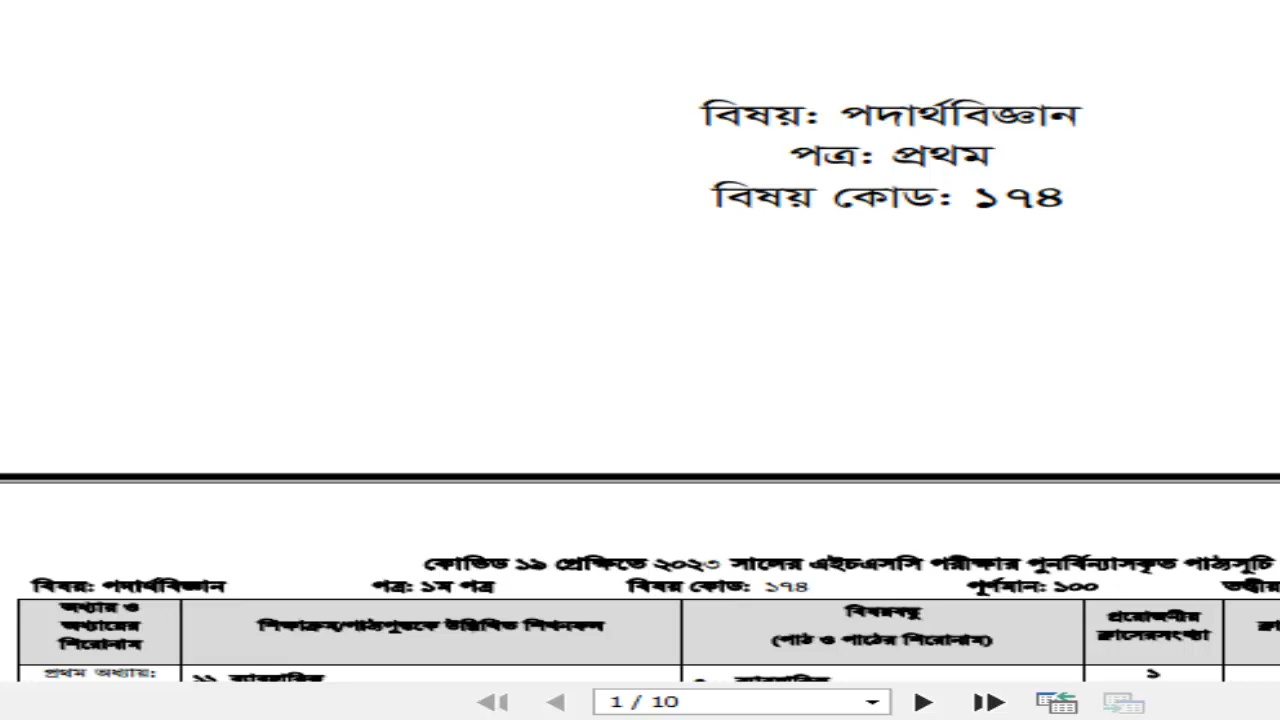 বিষয়: পদার্থবিজ্ঞান
পত্র: প্রথম
বিষয় কোড: ১৭৪
কোভিড ১৯ প্রেক্ষিতে ২০২৩ সালের এইচএসসি পরীক্ষার পুনর্বিন্যাসকৃত পাঠ্যসূচি
বিষয়: পদার্থবিজ্ঞান পত্র: ১ম পত্র বিষয় কোড: ১৭৪ পূর্ণমান: ১০০
অধ্যায় ও
অধ্যায়ের
শিরোনাম
শিক্ষাক্রম/পাঠ্যপুস্তকে উল্লিখিত শিখনফল
বিষয়বস্তু
(পাঠ ও পাঠের শিরোনাম)
প্রয়োজনীয়
ক্লাসের সংখ্যা
প্রথম অধ্যায়:
১
1 / 10